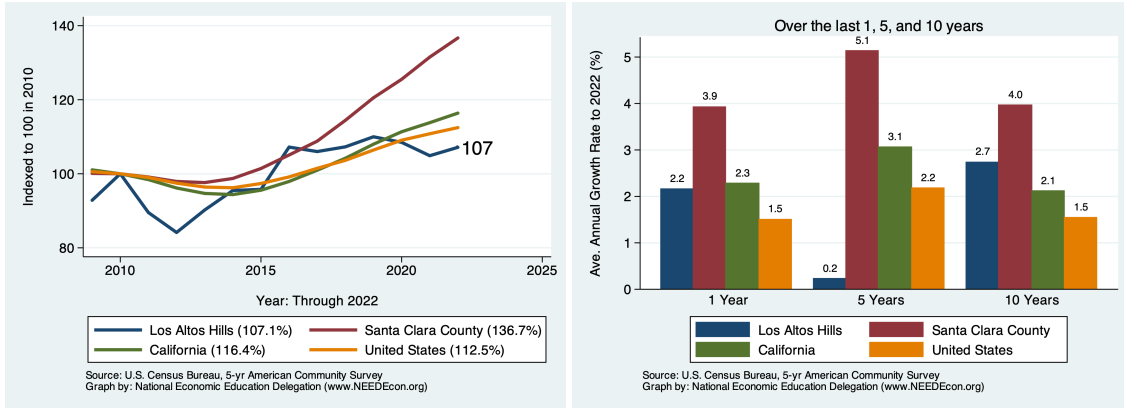 Indexed to 100 in 2010
140
120
100
80
107
2010
2015
2020
2025
Year: Through 2022
Los Altos Hills (107.1%)
Santa Clara County (136.7%)
California (116.4%)
United States (112.5%)
Source: U.S. Census Bureau, 5-yr American Community Survey
Graph by: National Economic Education Delegation (www.NEEDEcon.org)
Over the last 1, 5, and 10 years
Ave. Annual Growth Rate to 2022 (%)
5
4
3
2
1
0
2.2
3.9
2.3
1.5
0.2
5.1
3.1
2.2
2.7
4.0
2.1
1.5
1 Year
5 Years
10 Years
Los Altos Hills
Santa Clara County
California
United States
Source: U.S. Census Bureau, 5-yr American Community Survey
Graph by: National Economic Education Delegation (www.NEEDEcon.org)